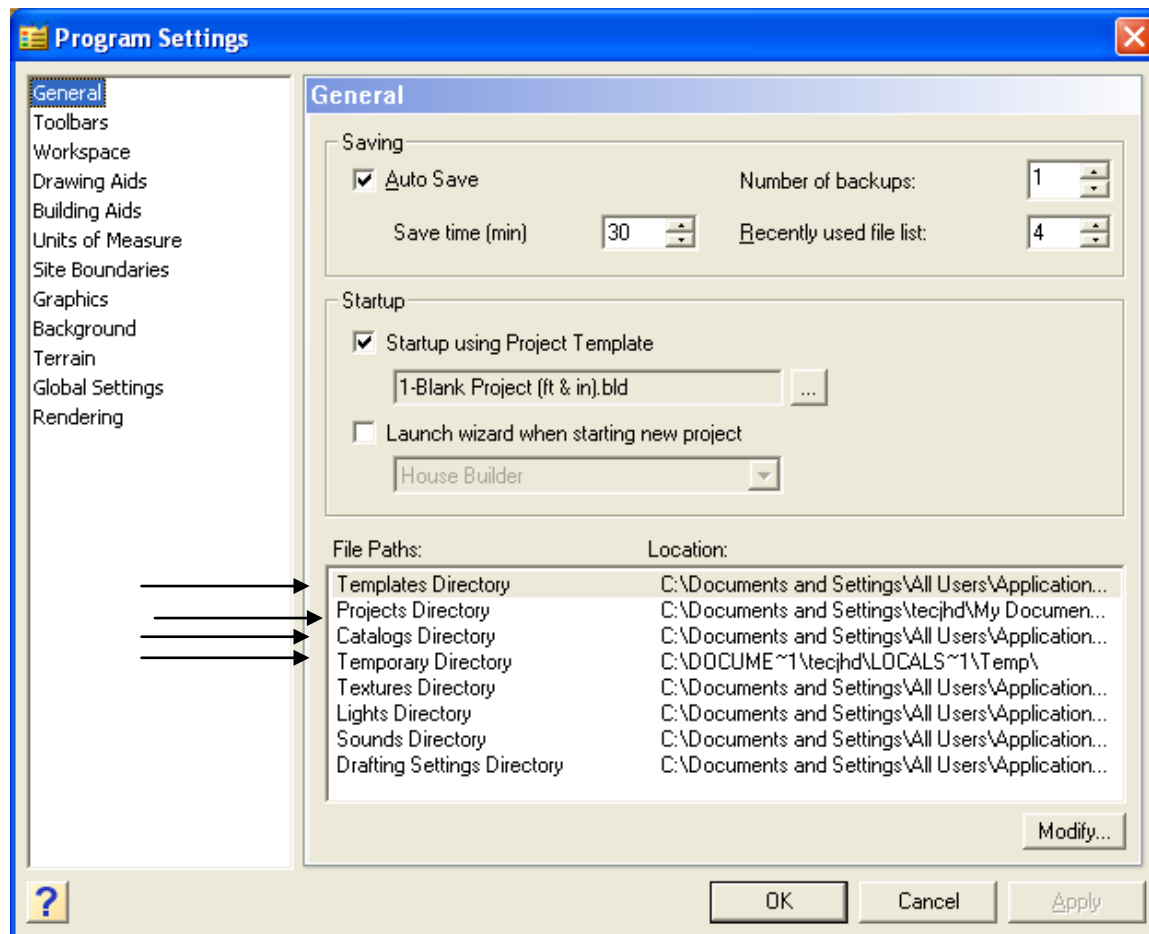 Program Settings
General
Toolbars
Workspace
Drawing Aids
Building Aids
Units of Measure
Site Boundaries
Graphics
Background
Terrain
Global Settings
Rendering
General
Saving
Auto Save
Number of backups: 1
Save time (min) 30
Recently used file list: 4
Startup
Startup using Project Template
1-Blank Project (ft & in).bld ...
Launch wizard when starting new project
House Builder
File Paths: Location:
Templates Directory C:\Documents and Settings\All Users\Application...
Projects Directory C:\Documents and Settings\tecjhd\My Documen...
Catalogs Directory C:\Documents and Settings\All Users\Application...
Temporary Directory C:\DOCUME~1\tecjhd\LOCALS~1\Temp\
Textures Directory C:\Documents and Settings\All Users\Application...
Lights Directory C:\Documents and Settings\All Users\Application...
Sounds Directory C:\Documents and Settings\All Users\Application...
Drafting Settings Directory C:\Documents and Settings\All Users\Application...
Modify...
? OK Cancel Apply